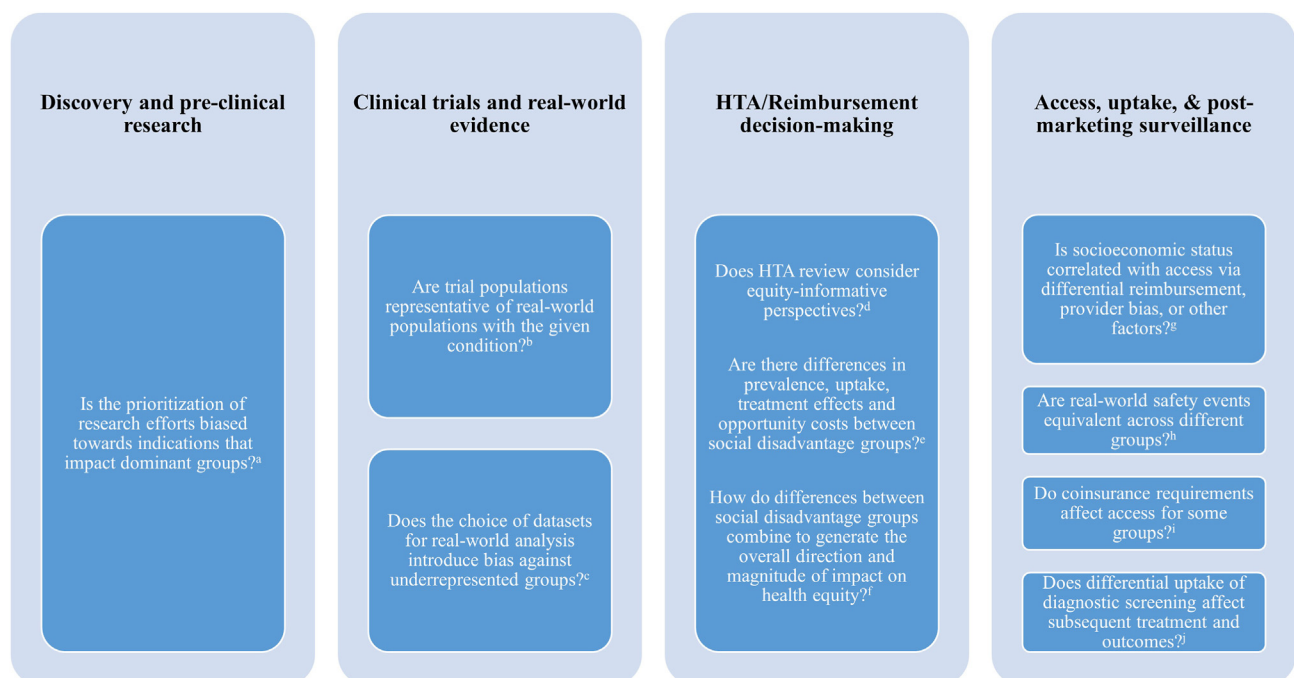 Discovery and pre-clinical
research
Is the prioritization of
research efforts biased
towards indications that
impact dominant groups?ᵃ
Clinical trials and real-world
evidence
Are trial populations
representative of real-world
populations with the given
condition?ᵇ
Does the choice of datasets
for real-world analysis
introduce bias against
underrepresented groups?ᶜ
HTA/Reimbursement
decision-making
Does HTA review consider
equity-informative
perspectives?ᵈ
Are there differences in
prevalence, uptake,
treatment effects and
opportunity costs between
social disadvantage groups?ᵉ
How do differences between
social disadvantage groups
combine to generate the
overall direction and
magnitude of impact on
health equity?ᶠ
Access, uptake, & post-
marketing surveillance
Is socioeconomic status
correlated with access via
differential reimbursement,
provider bias, or other
factors?ᵍ
Are real-world safety events
equivalent across different
groups?ʰ
Do coinsurance requirements
affect access for some
groups?ⁱ
Does differential uptake of
diagnostic screening affect
subsequent treatment and
outcomes?ʲ